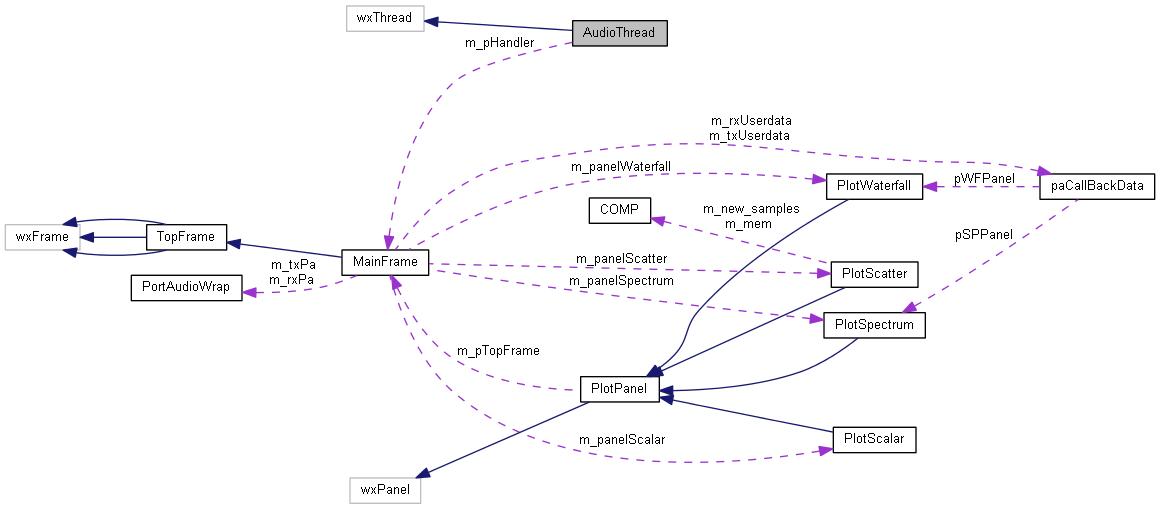 wxThread
AudioThread
m_pHandler
m_rxUserdata
m_txUserdata
m_panelWaterfall
PlotWaterfall
pWFPanel
paCallBackData
COMP
m_new_samples
m_mem
pSPPanel
wxFrame
TopFrame
MainFrame
m_txPa
m_rxPa
PortAudioWrap
m_panelScatter
PlotScatter
m_panelSpectrum
PlotSpectrum
m_pTopFrame
PlotPanel
m_panelScalar
PlotScalar
wxPanel